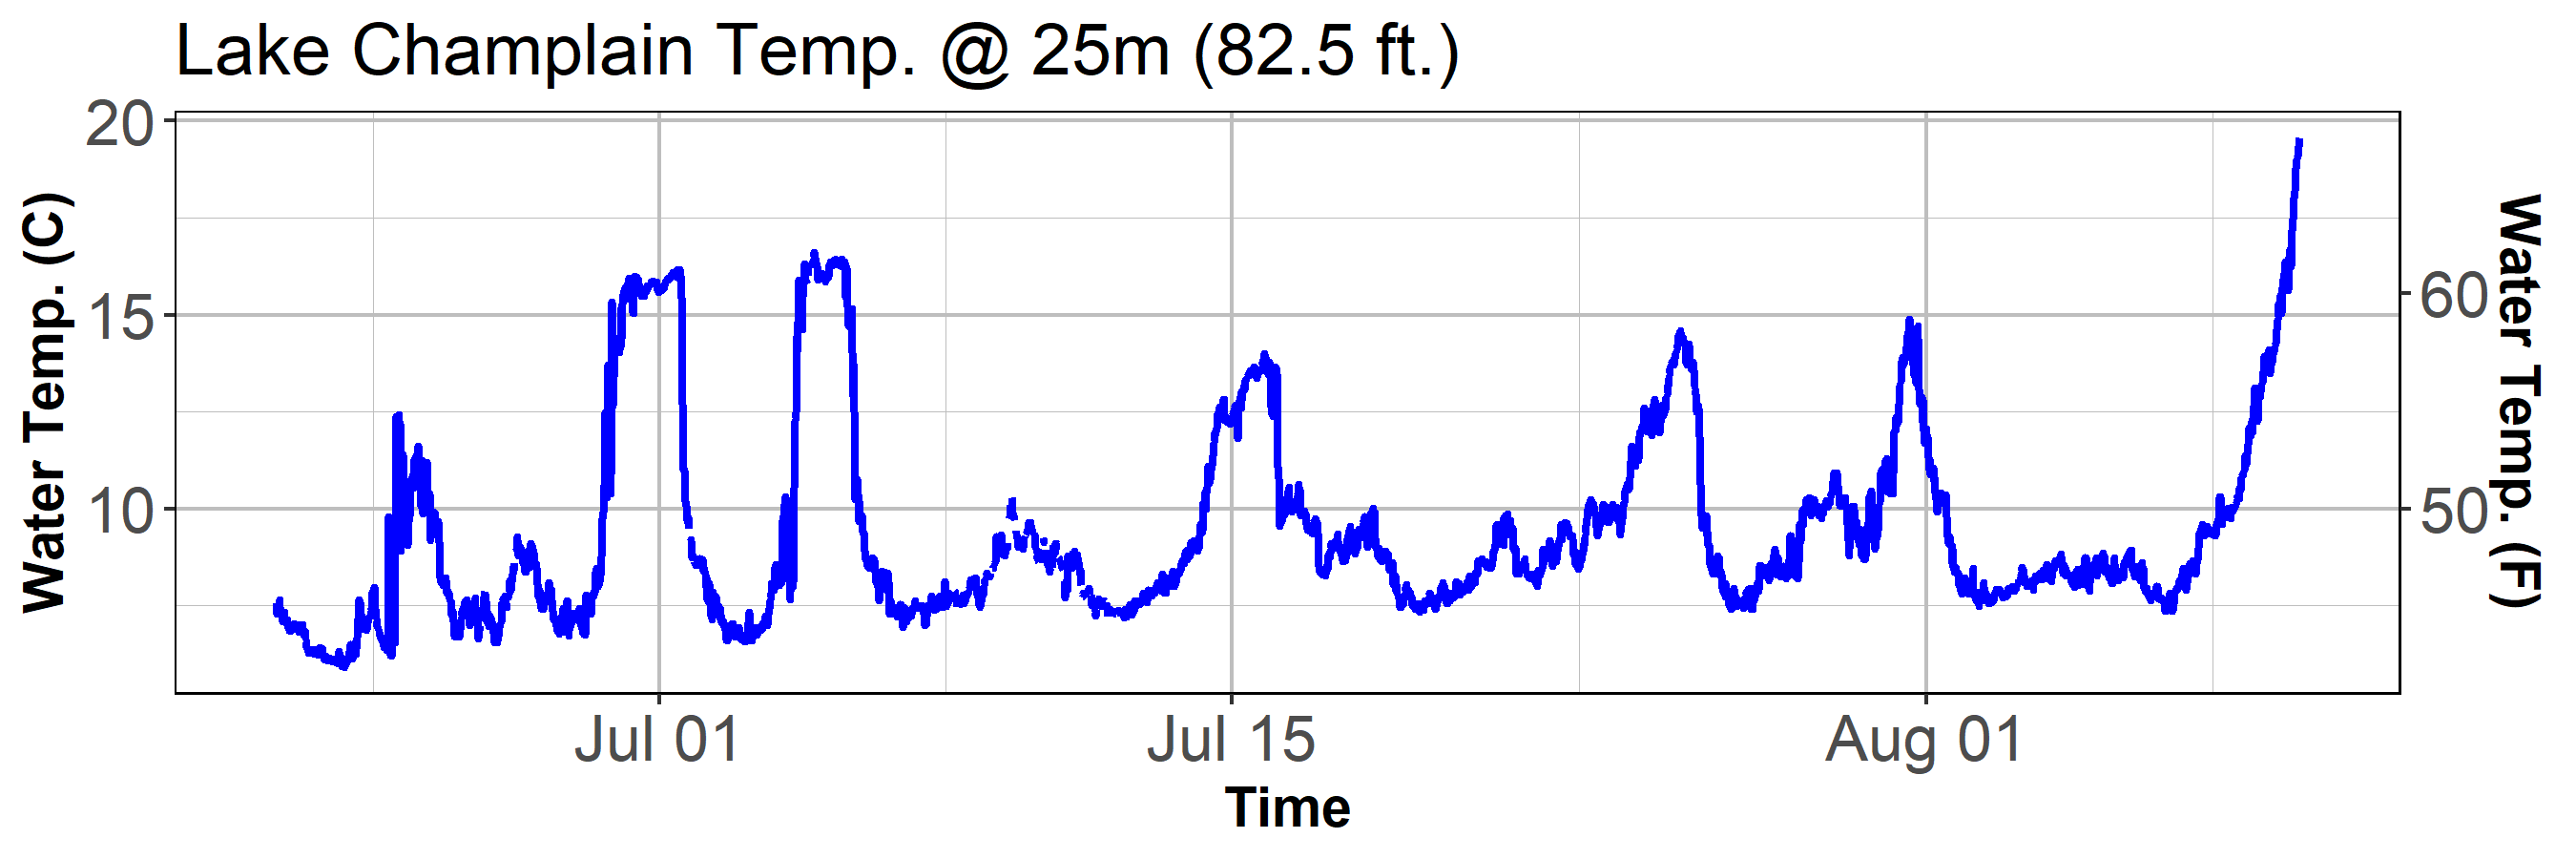 Lake Champlain Temp. @ 25m (82.5 ft.)
20
15
10
Water Temp. (C)
60
50
Water Temp. (F)
Jul 01
Jul 15
Aug 01
Time